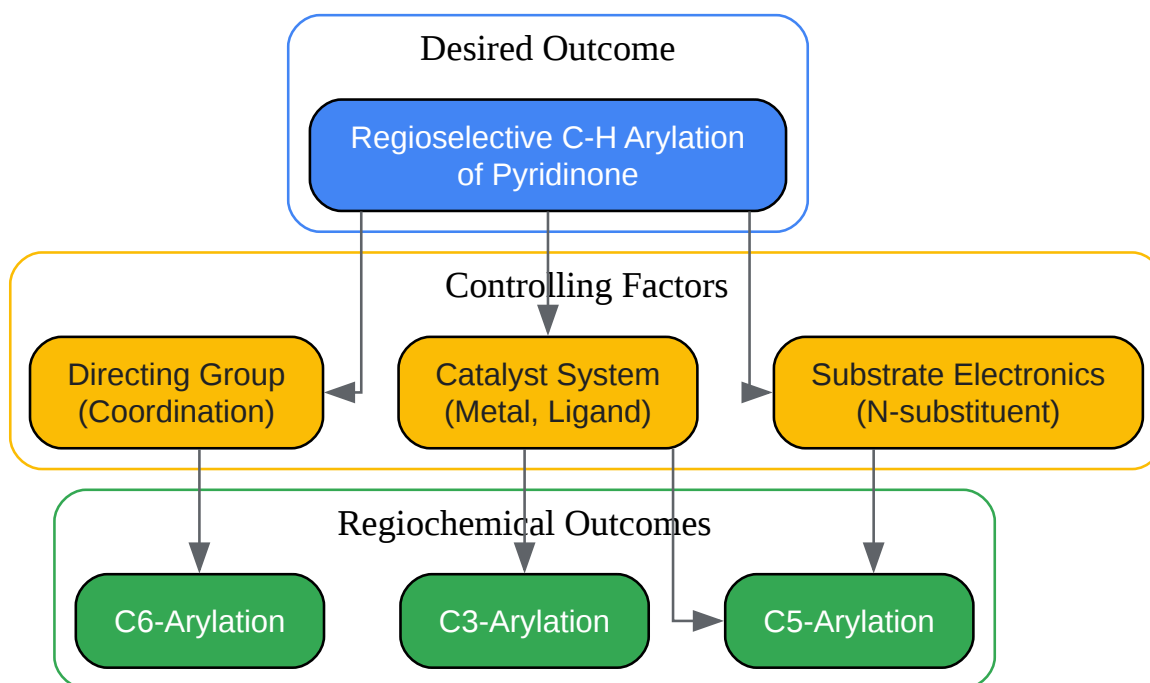 Desired Outcome
Regioselective C-H Arylation
of Pyridinone
Controlling Factors
Directing Group
(Coordination)
Catalyst System
(Metal, Ligand)
Substrate Electronics
(N-substituent)
Regiochemical Outcomes
C6-Arylation
C3-Arylation
C5-Arylation